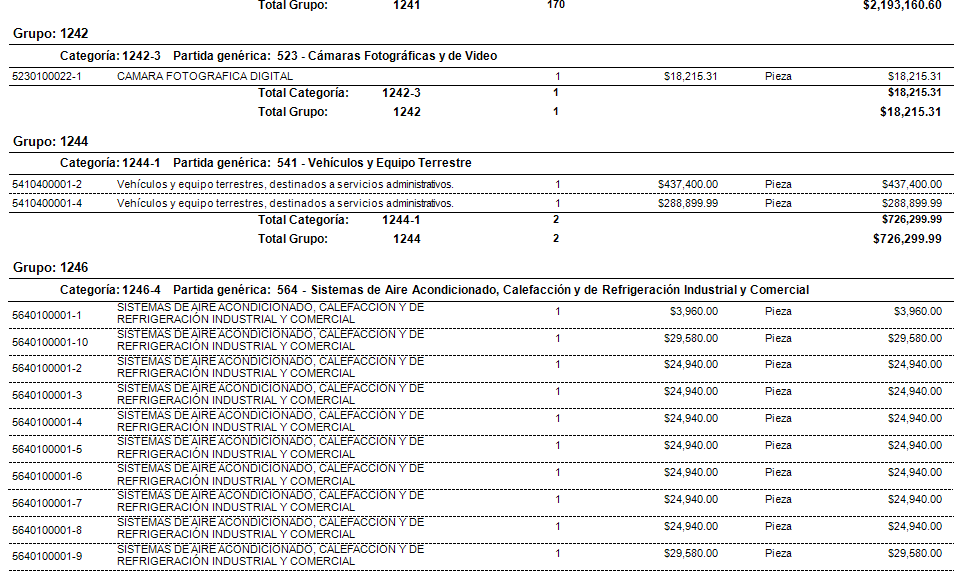 Total Grupo: 1241 170 $2,193,160.60
Grupo: 1242
Categoría: 1242-3 Partida genérica: 523 - Cámaras Fotográficas y de Video
5230100022-1 CAMARA FOTOGRAFICA DIGITAL 1 $18,215.31 Pieza $18,215.31
Total Categoría: 1242-3 1 $18,215.31
Total Grupo: 1242 1 $18,215.31
Grupo: 1244
Categoría: 1244-1 Partida genérica: 541 - Vehículos y Equipo Terrestre
5410400001-2 Vehículos y equipo terrestres, destinados a servicios administrativos. 1 $437,400.00 Pieza $437,400.00
5410400001-4 Vehículos y equipo terrestres, destinados a servicios administrativos. 1 $288,899.99 Pieza $288,899.99
Total Categoría: 1244-1 2 $726,299.99
Total Grupo: 1244 2 $726,299.99
Grupo: 1246
Categoría: 1246-4 Partida genérica: 564 - Sistemas de Aire Acondicionado, Calefacción y de Refrigeración Industrial y Comercial
5640100001-1 SISTEMAS DE AIRE ACONDICIONADO, CALEFACCION Y DE 1 $3,960.00 Pieza $3,960.00
REFRIGERACIÓN INDUSTRIAL Y COMERCIAL
5640100001-10 SISTEMAS DE AIRE ACONDICIONADO, CALEFACCION Y DE 1 $29,580.00 Pieza $29,580.00
REFRIGERACIÓN INDUSTRIAL Y COMERCIAL
5640100001-2 SISTEMAS DE AIRE ACONDICIONADO, CALEFACCION Y DE 1 $24,940.00 Pieza $24,940.00
REFRIGERACIÓN INDUSTRIAL Y COMERCIAL
5640100001-3 SISTEMAS DE AIRE ACONDICIONADO, CALEFACCION Y DE 1 $24,940.00 Pieza $24,940.00
REFRIGERACIÓN INDUSTRIAL Y COMERCIAL
5640100001-4 SISTEMAS DE AIRE ACONDICIONADO, CALEFACCION Y DE 1 $24,940.00 Pieza $24,940.00
REFRIGERACIÓN INDUSTRIAL Y COMERCIAL
5640100001-5 SISTEMAS DE AIRE ACONDICIONADO, CALEFACCION Y DE 1 $24,940.00 Pieza $24,940.00
REFRIGERACIÓN INDUSTRIAL Y COMERCIAL
5640100001-6 SISTEMAS DE AIRE ACONDICIONADO, CALEFACCION Y DE 1 $24,940.00 Pieza $24,940.00
REFRIGERACIÓN INDUSTRIAL Y COMERCIAL
5640100001-7 SISTEMAS DE AIRE ACONDICIONADO, CALEFACCION Y DE 1 $24,940.00 Pieza $24,940.00
REFRIGERACIÓN INDUSTRIAL Y COMERCIAL
5640100001-8 SISTEMAS DE AIRE ACONDICIONADO, CALEFACCION Y DE 1 $24,940.00 Pieza $24,940.00
REFRIGERACIÓN INDUSTRIAL Y COMERCIAL
5640100001-9 SISTEMAS DE AIRE ACONDICIONADO, CALEFACCION Y DE 1 $29,580.00 Pieza $29,580.00
REFRIGERACIÓN INDUSTRIAL Y COMERCIAL